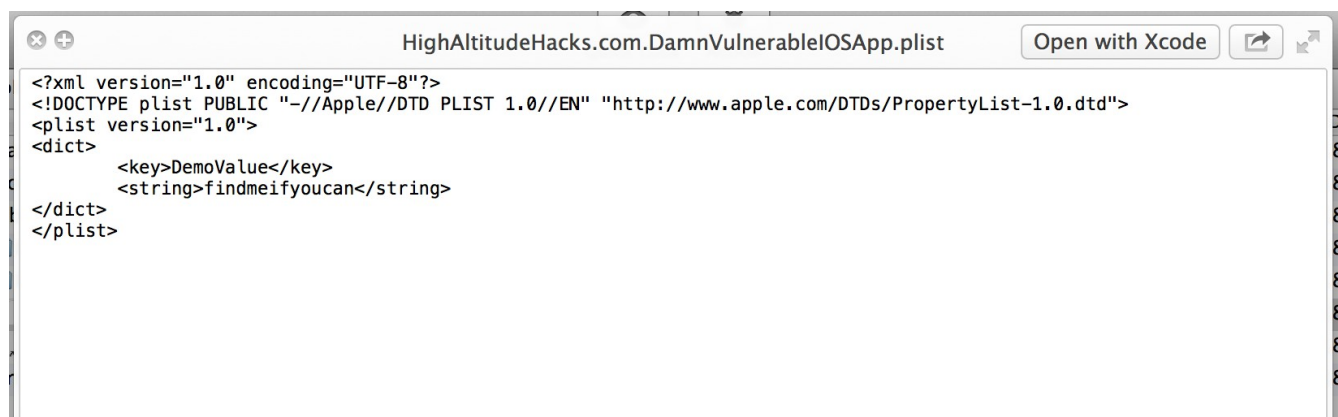 HighAltitudeHacks.com.DamnVulnerableIOSApp.plist Open with Xcode
<?xml version="1.0" encoding="UTF-8"?>
<!DOCTYPE plist PUBLIC "-//Apple//DTD PLIST 1.0//EN" "http://www.apple.com/DTDs/PropertyList-1.0.dtd">
<plist version="1.0">
<dict>
<key>DemoValue</key>
<string>findmeifyoucan</string>
</dict>
</plist>